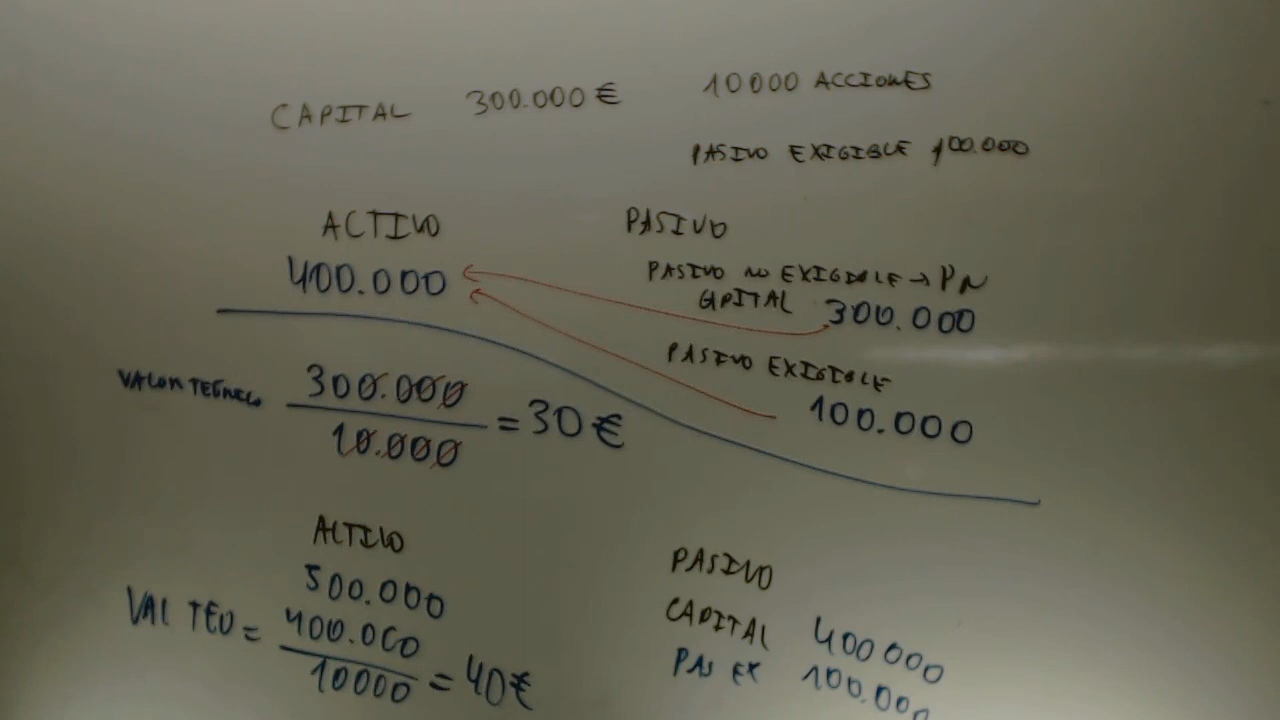 CAPITAL 300.000 € 10000 ACCIONES
PASIVO EXIGIBLE 100.000
ACTIVO PASIVO
400.000 PASIVO NO EXIGIBLE → PN
CAPITAL 300.000
PASIVO EXIGIBLE
100.000
VALOR TEÓRICO 300.000
10.000
= 30 €
ACTIVO PASIVO
500.000 CAPITAL 400000
VAL TEO = 400.000 PAS EX 100.000
10000 = 40 €